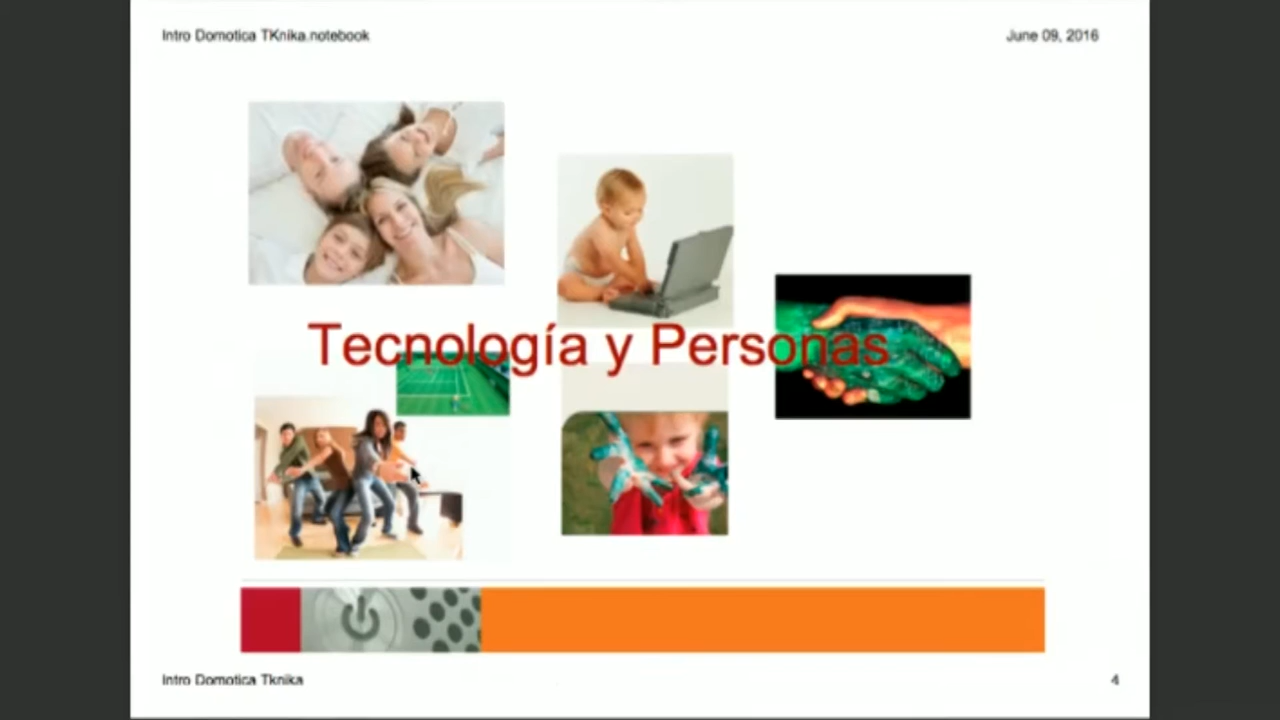 Intro Domotica TKnika.notebook
June 09, 2016
Tecnología y Personas
Intro Domotica Tknika
4